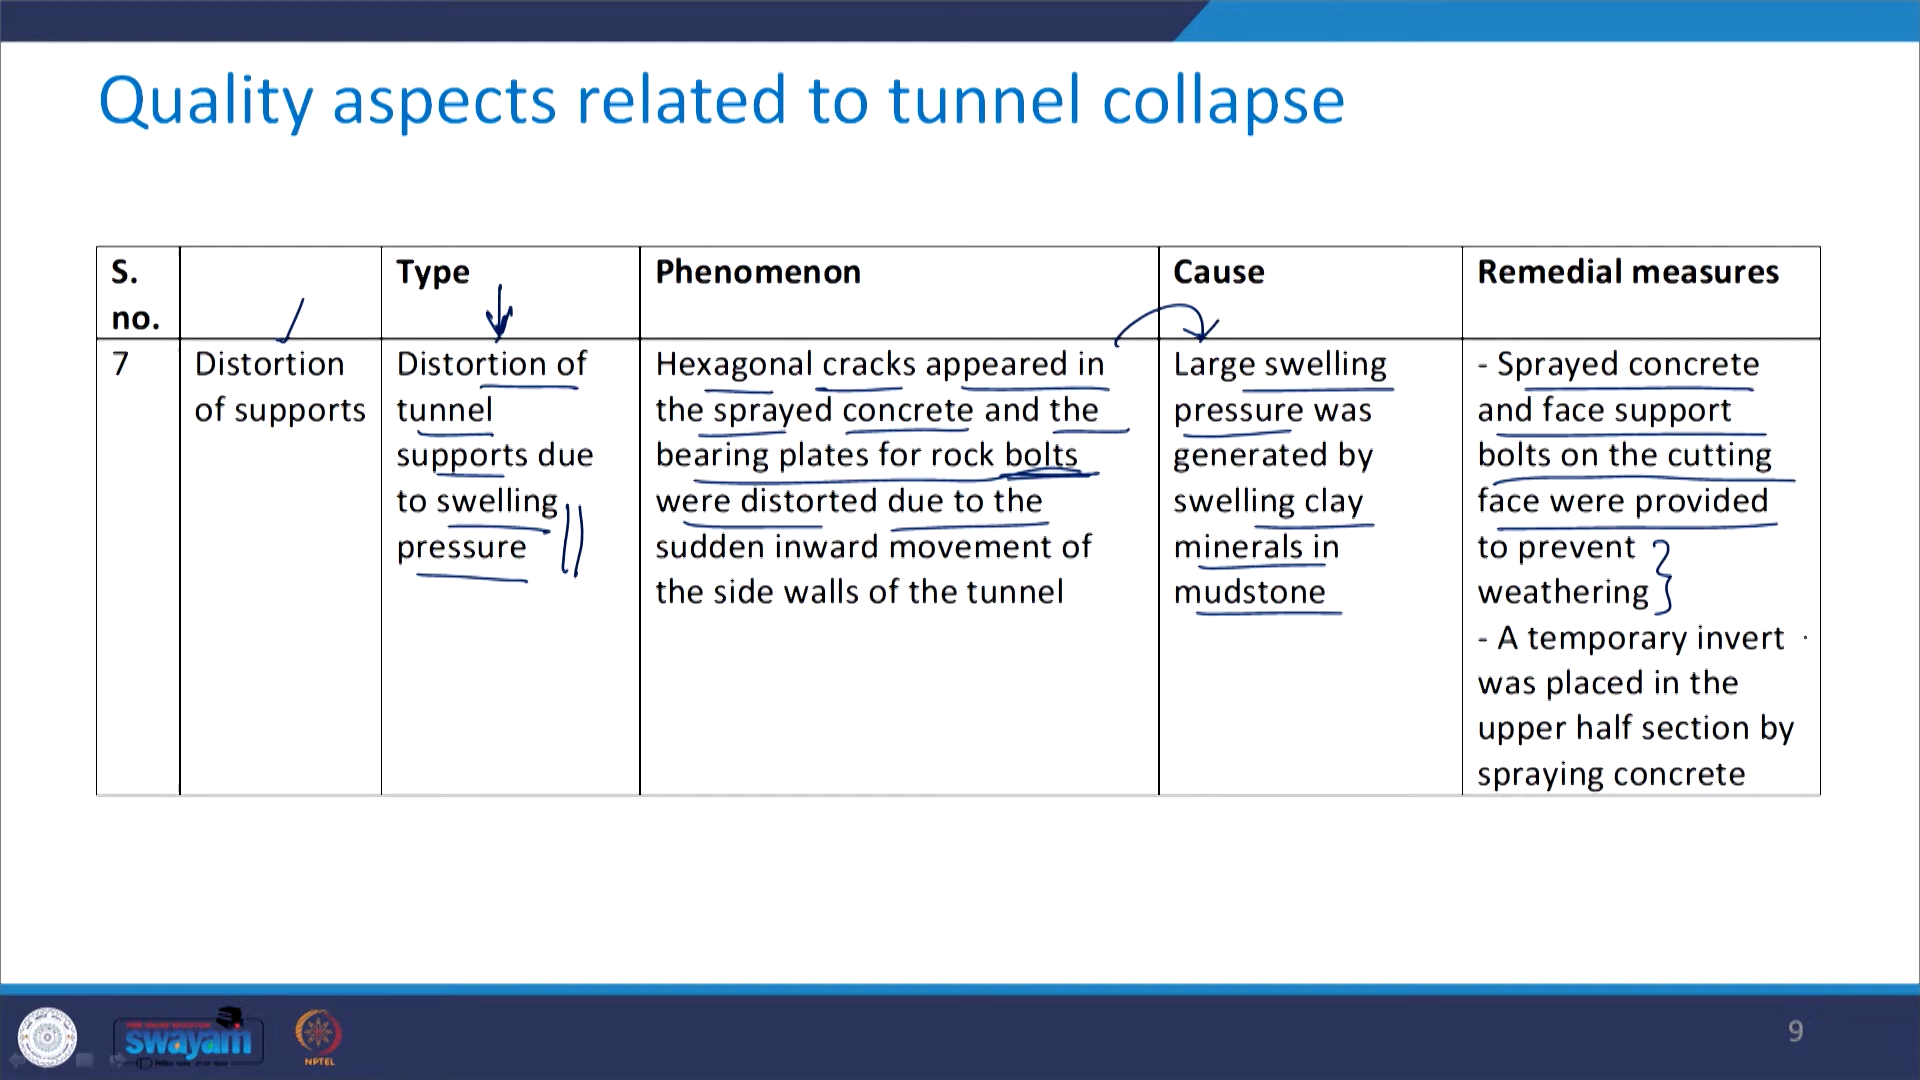 Quality aspects related to tunnel collapse
S.
no.
Type
Phenomenon
Cause
Remedial measures
7
Distortion
of supports
Distortion of
tunnel
supports due
to swelling
pressure
Hexagonal cracks appeared in
the sprayed concrete and the
bearing plates for rock bolts
were distorted due to the
sudden inward movement of
the side walls of the tunnel
Large swelling
pressure was
generated by
swelling clay
minerals in
mudstone
- Sprayed concrete
and face support
bolts on the cutting
face were provided
to prevent
weathering
- A temporary invert
was placed in the
upper half section by
spraying concrete
swayam
NPTEL
9